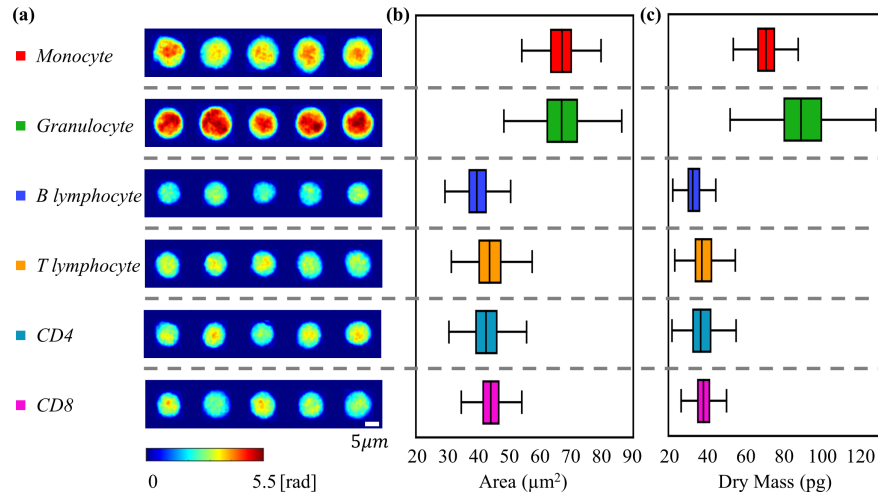 (a)
(b)
(c)
Monocyte
Granulocyte
B lymphocyte
T lymphocyte
CD4
CD8
5μm
0
5.5 [rad]
20 30 40 50 60 70 80 90
Area (μm²)
20 40 60 80 100 120
Dry Mass (pg)